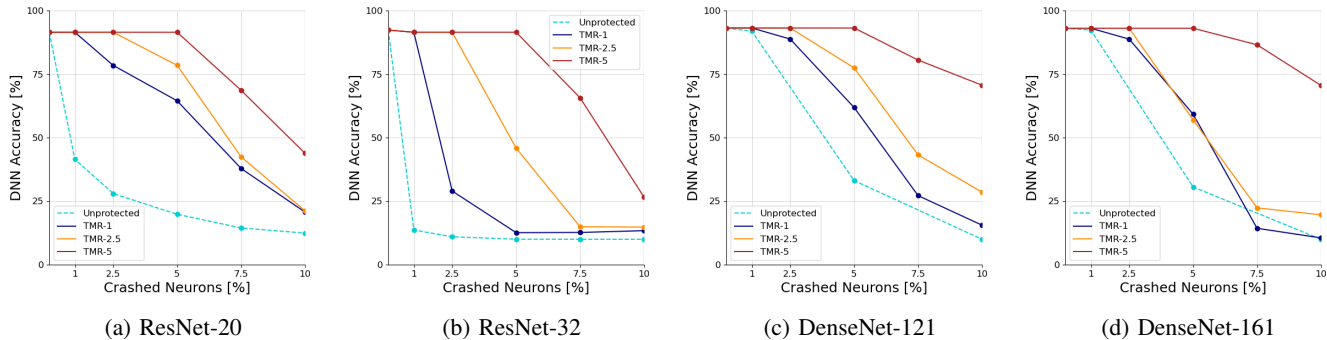 DNN Accuracy [%]
100
75
50
25
0
Unprotected
TMR-1
TMR-2.5
TMR-5
1
2.5
5
7.5
10
Crashed Neurons [%]
(a) ResNet-20
DNN Accuracy [%]
100
75
50
25
0
Unprotected
TMR-1
TMR-2.5
TMR-5
1
2.5
5
7.5
10
Crashed Neurons [%]
(b) ResNet-32
DNN Accuracy [%]
100
75
50
25
0
Unprotected
TMR-1
TMR-2.5
TMR-5
1
2.5
5
7.5
10
Crashed Neurons [%]
(c) DenseNet-121
DNN Accuracy [%]
100
75
50
25
0
Unprotected
TMR-1
TMR-2.5
TMR-5
1
2.5
5
7.5
10
Crashed Neurons [%]
(d) DenseNet-161